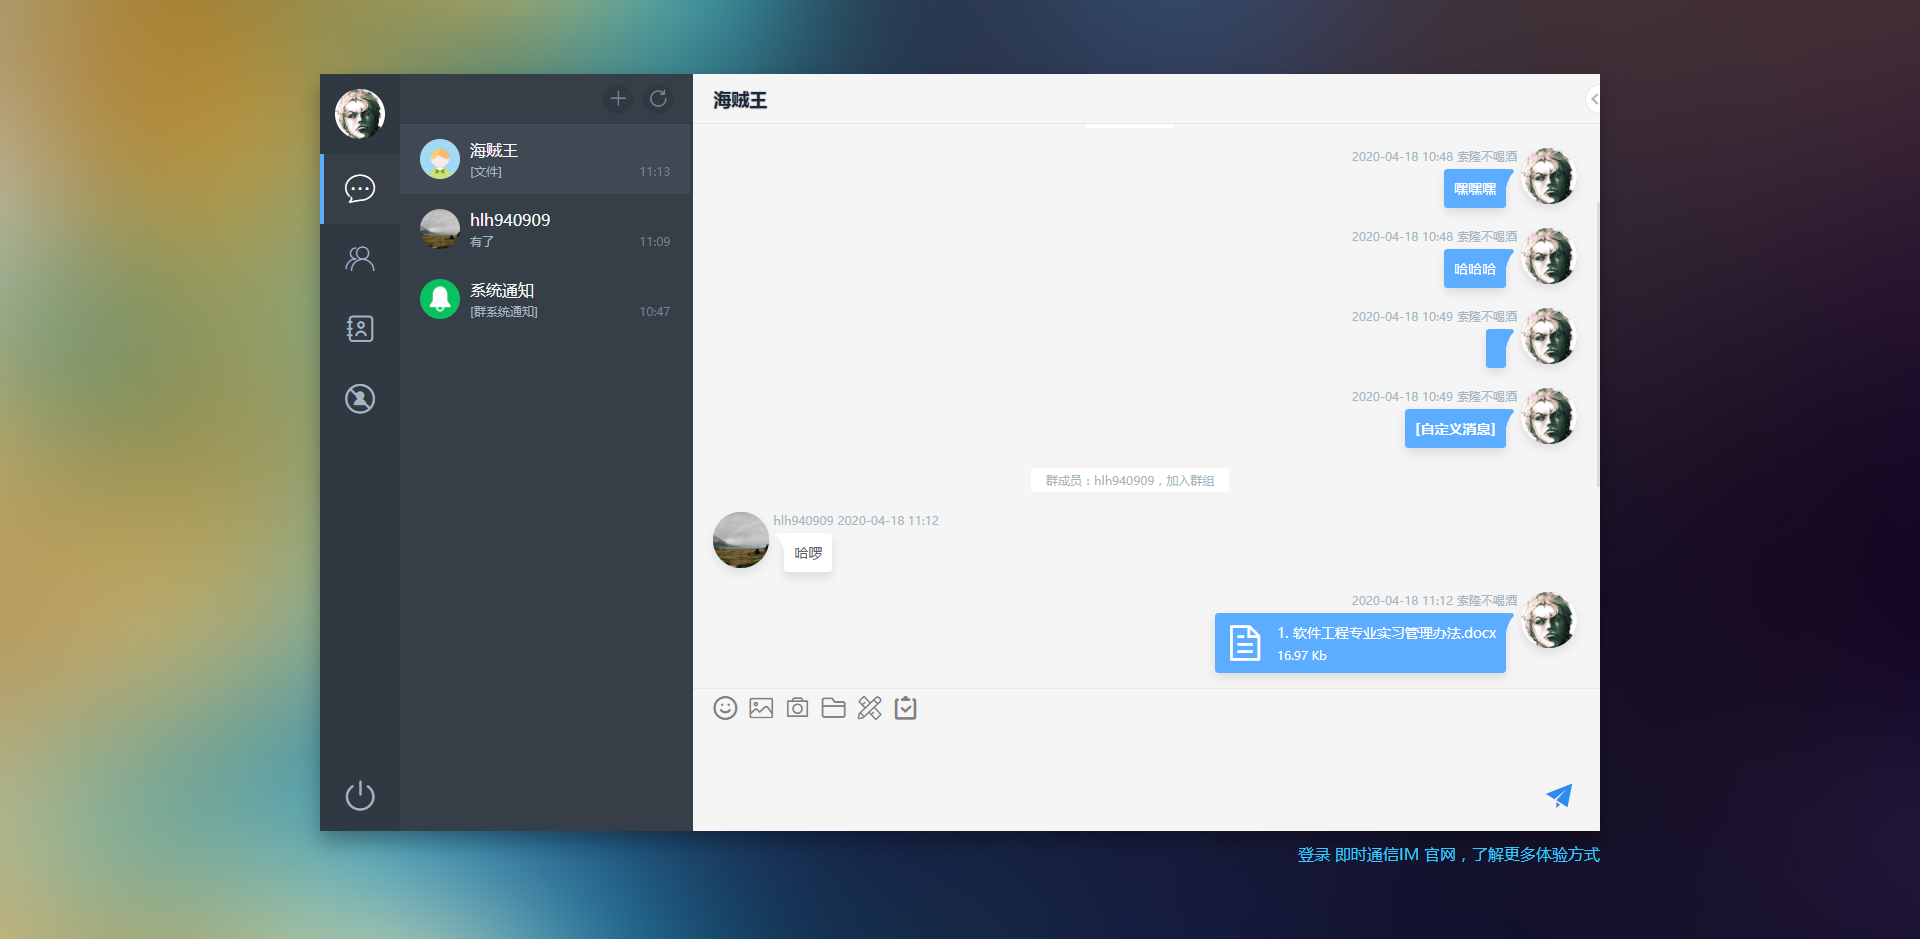 海贼王
[文件]
11:13
hlh940909
有了
11:09
系统通知
[群系统通知]
10:47
海贼王
2020-04-18 10:48 索隆不喝酒
嘿嘿嘿
2020-04-18 10:48 索隆不喝酒
哈哈哈
2020-04-18 10:49 索隆不喝酒
2020-04-18 10:49 索隆不喝酒
[自定义消息]
群成员：hlh940909，加入群组
hlh940909 2020-04-18 11:12
哈啰
2020-04-18 11:12 索隆不喝酒
1. 软件工程专业实习管理办法.docx
16.97 Kb
登录 即时通信IM 官网，了解更多体验方式